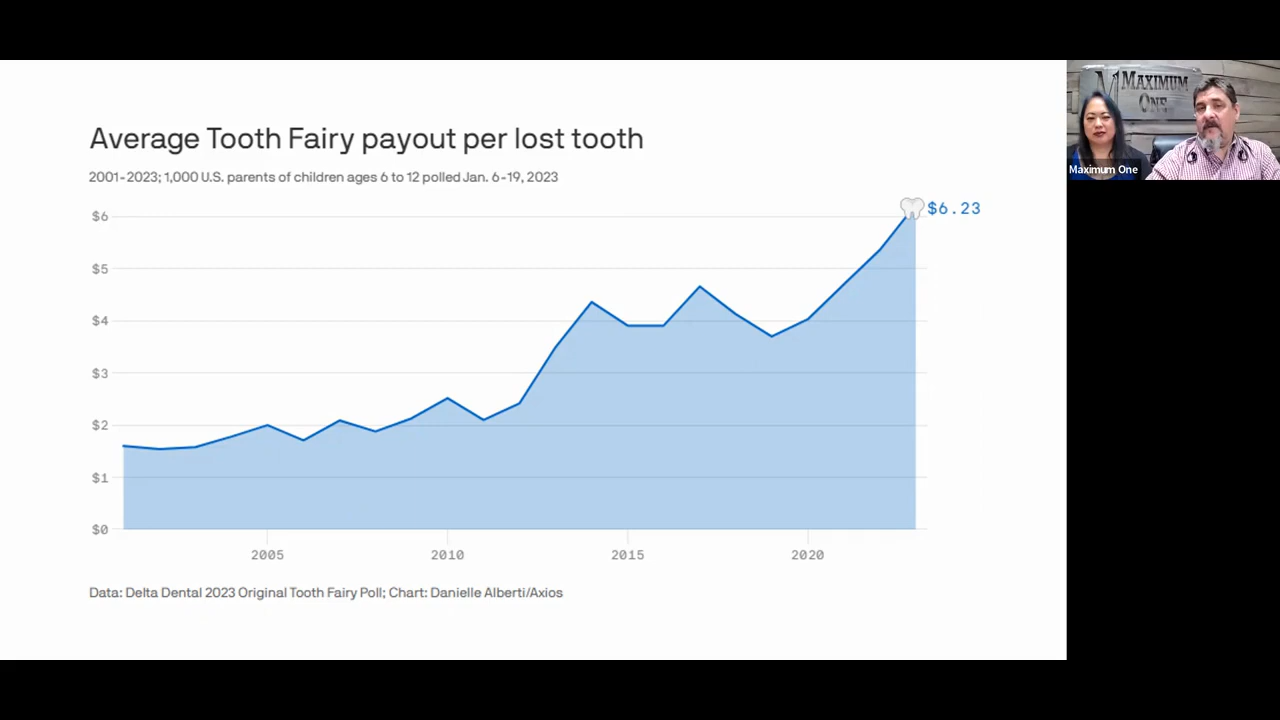 Average Tooth Fairy payout per lost tooth
2001-2023; 1,000 U.S. parents of children ages 6 to 12 polled Jan. 6-19, 2023
$6
$5
$4
$3
$2
$1
$0
$6.23
2005
2010
2015
2020
Data: Delta Dental 2023 Original Tooth Fairy Poll; Chart: Danielle Alberti/Axios
M MAXIMUM
ONE
Maximum One